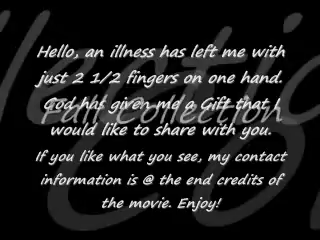 Hello, an illness has left me with
just 2 1/2 fingers on one hand.
God has given me a Gift that I
Fall Collection
would like to share with you.
If you like what you see, my contact
information is @ the end credits of
the movie. Enjoy!